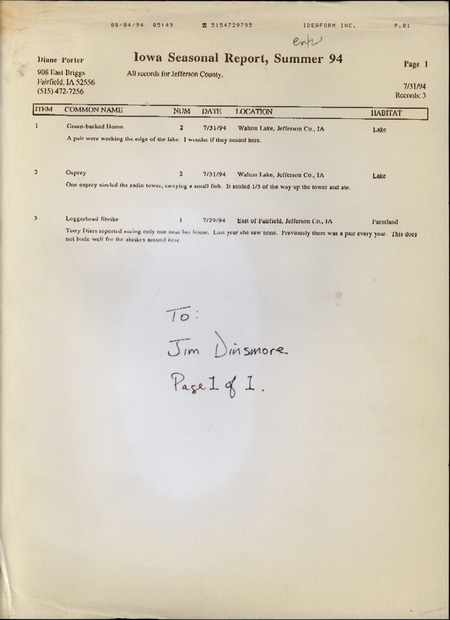 08/04/94 05:49 ☎ 5154729795 IDEAFORM INC. P.01
Diane Porter
908 East Briggs
Fairfield, IA 52556
(515) 472-7256
Iowa Seasonal Report, Summer 94
All records for Jefferson County.
Page 1
7/31/94
Records: 3
ITEM COMMON NAME NUM DATE LOCATION HABITAT
1 Green-backed Heron 2 7/31/94 Walton Lake, Jefferson Co., IA Lake
A pair were working the edge of the lake. I wonder if they nested here.
2 Osprey 2 7/31/94 Walton Lake, Jefferson Co., IA Lake
One osprey circled the radio tower, carrying a small fish. It settled 1/3 of the way up the tower and ate.
3 Loggerhead Shrike 1 7/29/94 East of Fairfield, Jefferson Co., IA Farmland
Terry Diers reported seeing only one near her house. Last year she saw none. Previously there was a pair every year. This does
not bode well for the shrikes around here.
To:
Jim Dinsmore
Page 1 of 1.